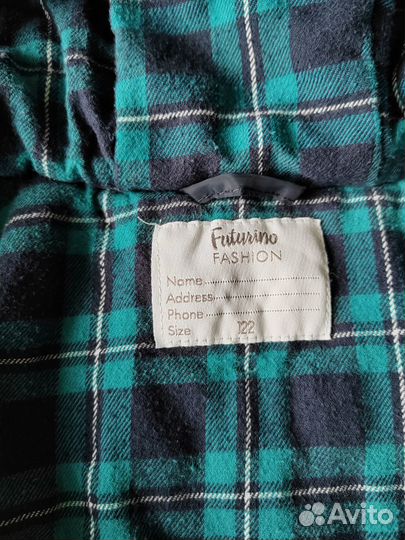 Futurino
FASHION
Name
Address
Phone
Size 122
Avito